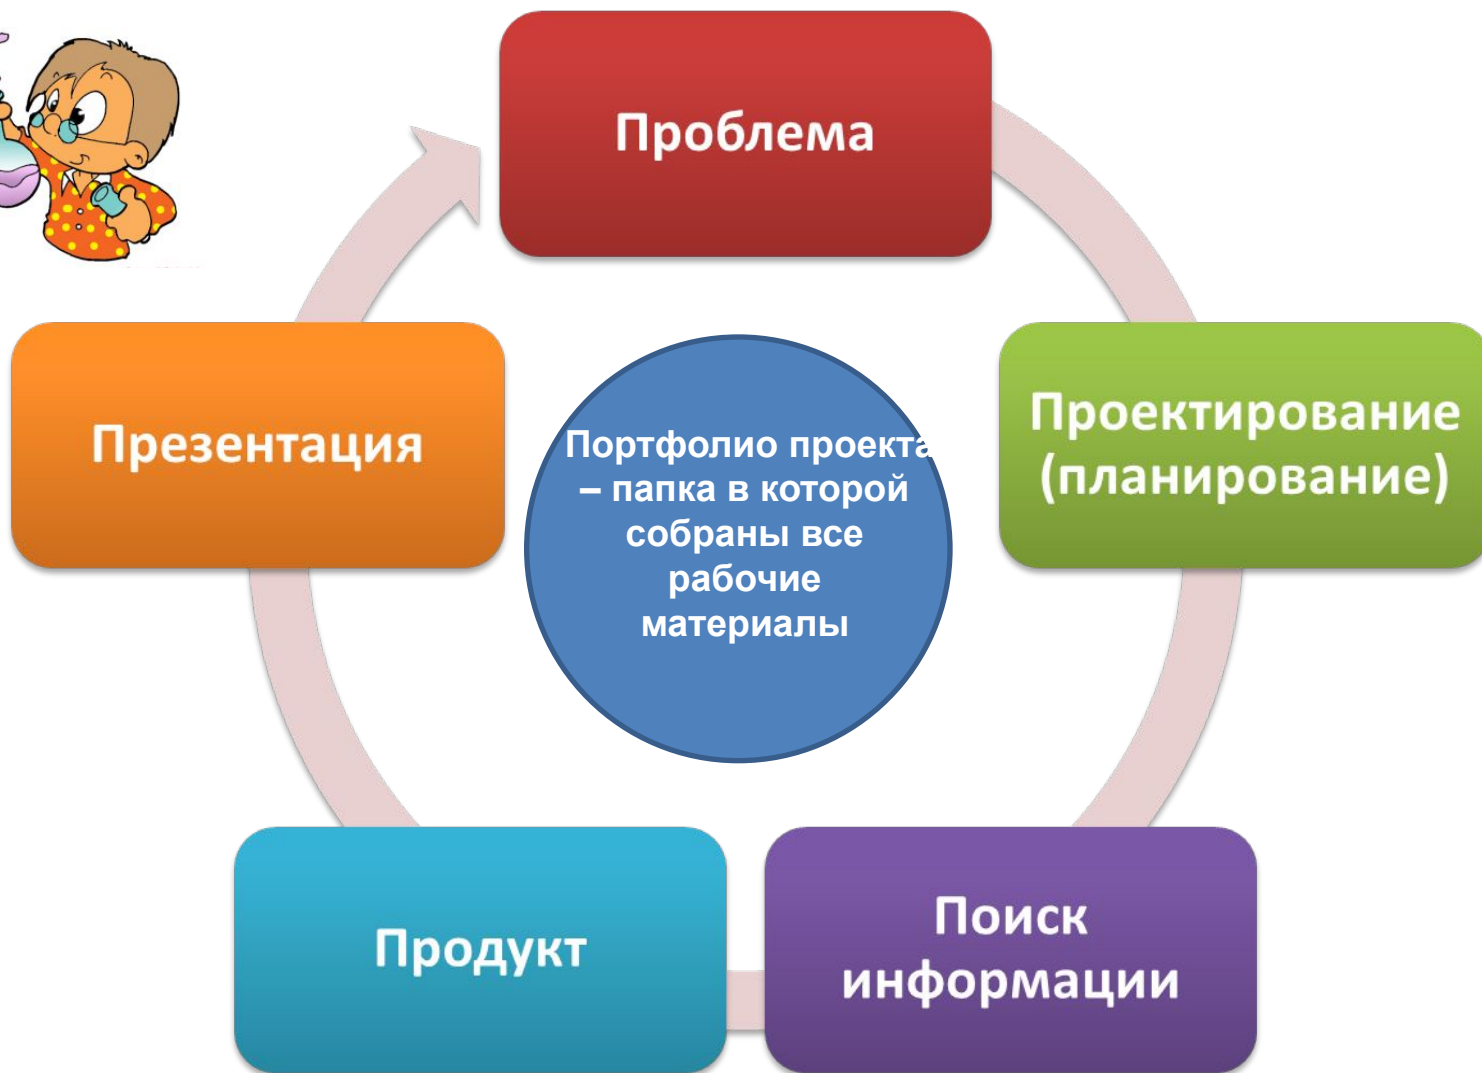 Проблема
Проектирование
(планирование)
Поиск
информации
Продукт
Презентация
Портфолио проекта
– папка в которой
собраны все
рабочие
материалы